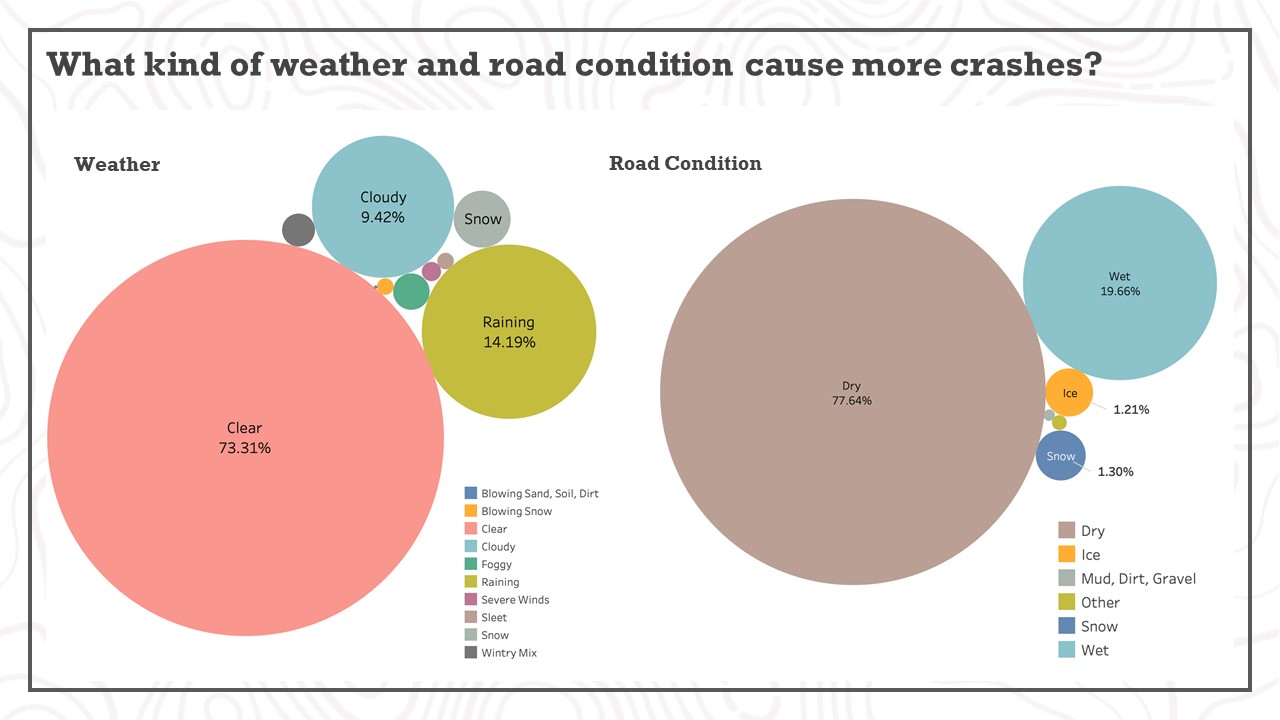 What kind of weather and road condition cause more crashes?
Weather
Cloudy
9.42%
Snow
Raining
14.19%
Clear
73.31%
Blowing Sand, Soil, Dirt
Blowing Snow
Clear
Cloudy
Foggy
Raining
Severe Winds
Sleet
Snow
Wintry Mix
Road Condition
Wet
19.66%
Dry
77.64%
Ice
1.21%
Snow
1.30%
Dry
Ice
Mud, Dirt, Gravel
Other
Snow
Wet